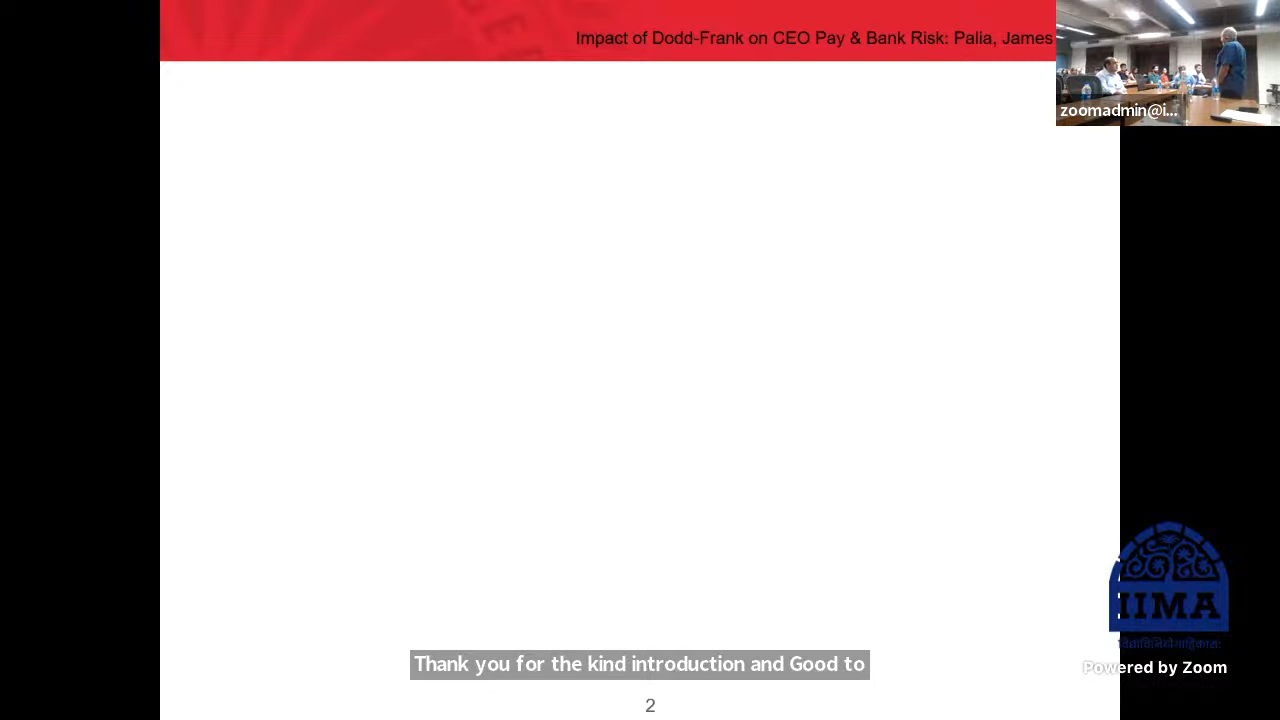 Impact of Dodd-Frank on CEO Pay & Bank Risk: Palia, James
zoomadmin@i...
IIMA
Powered by Zoom
Thank you for the kind introduction and Good to
2